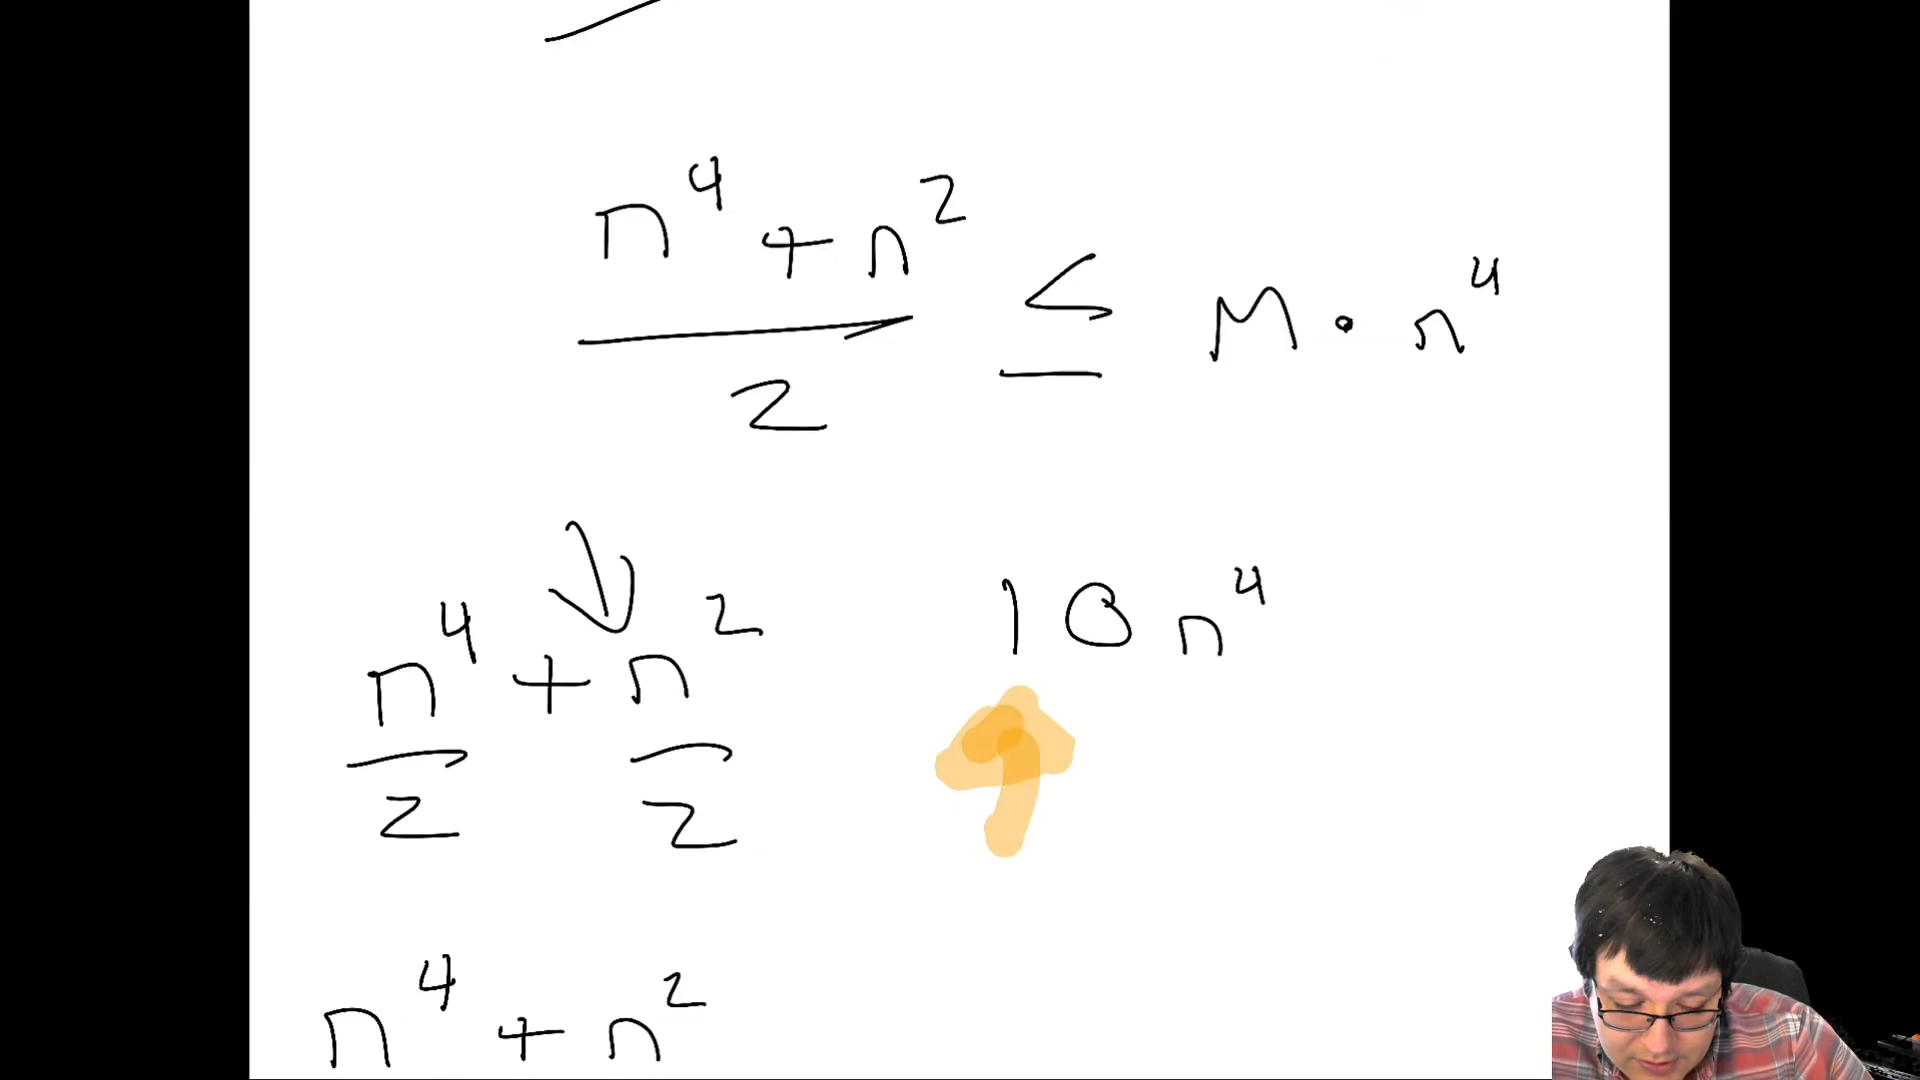 n⁴ + n² ≤ M · n⁴
2
n⁴ + n² 10n⁴
2 2
n⁴ + n²